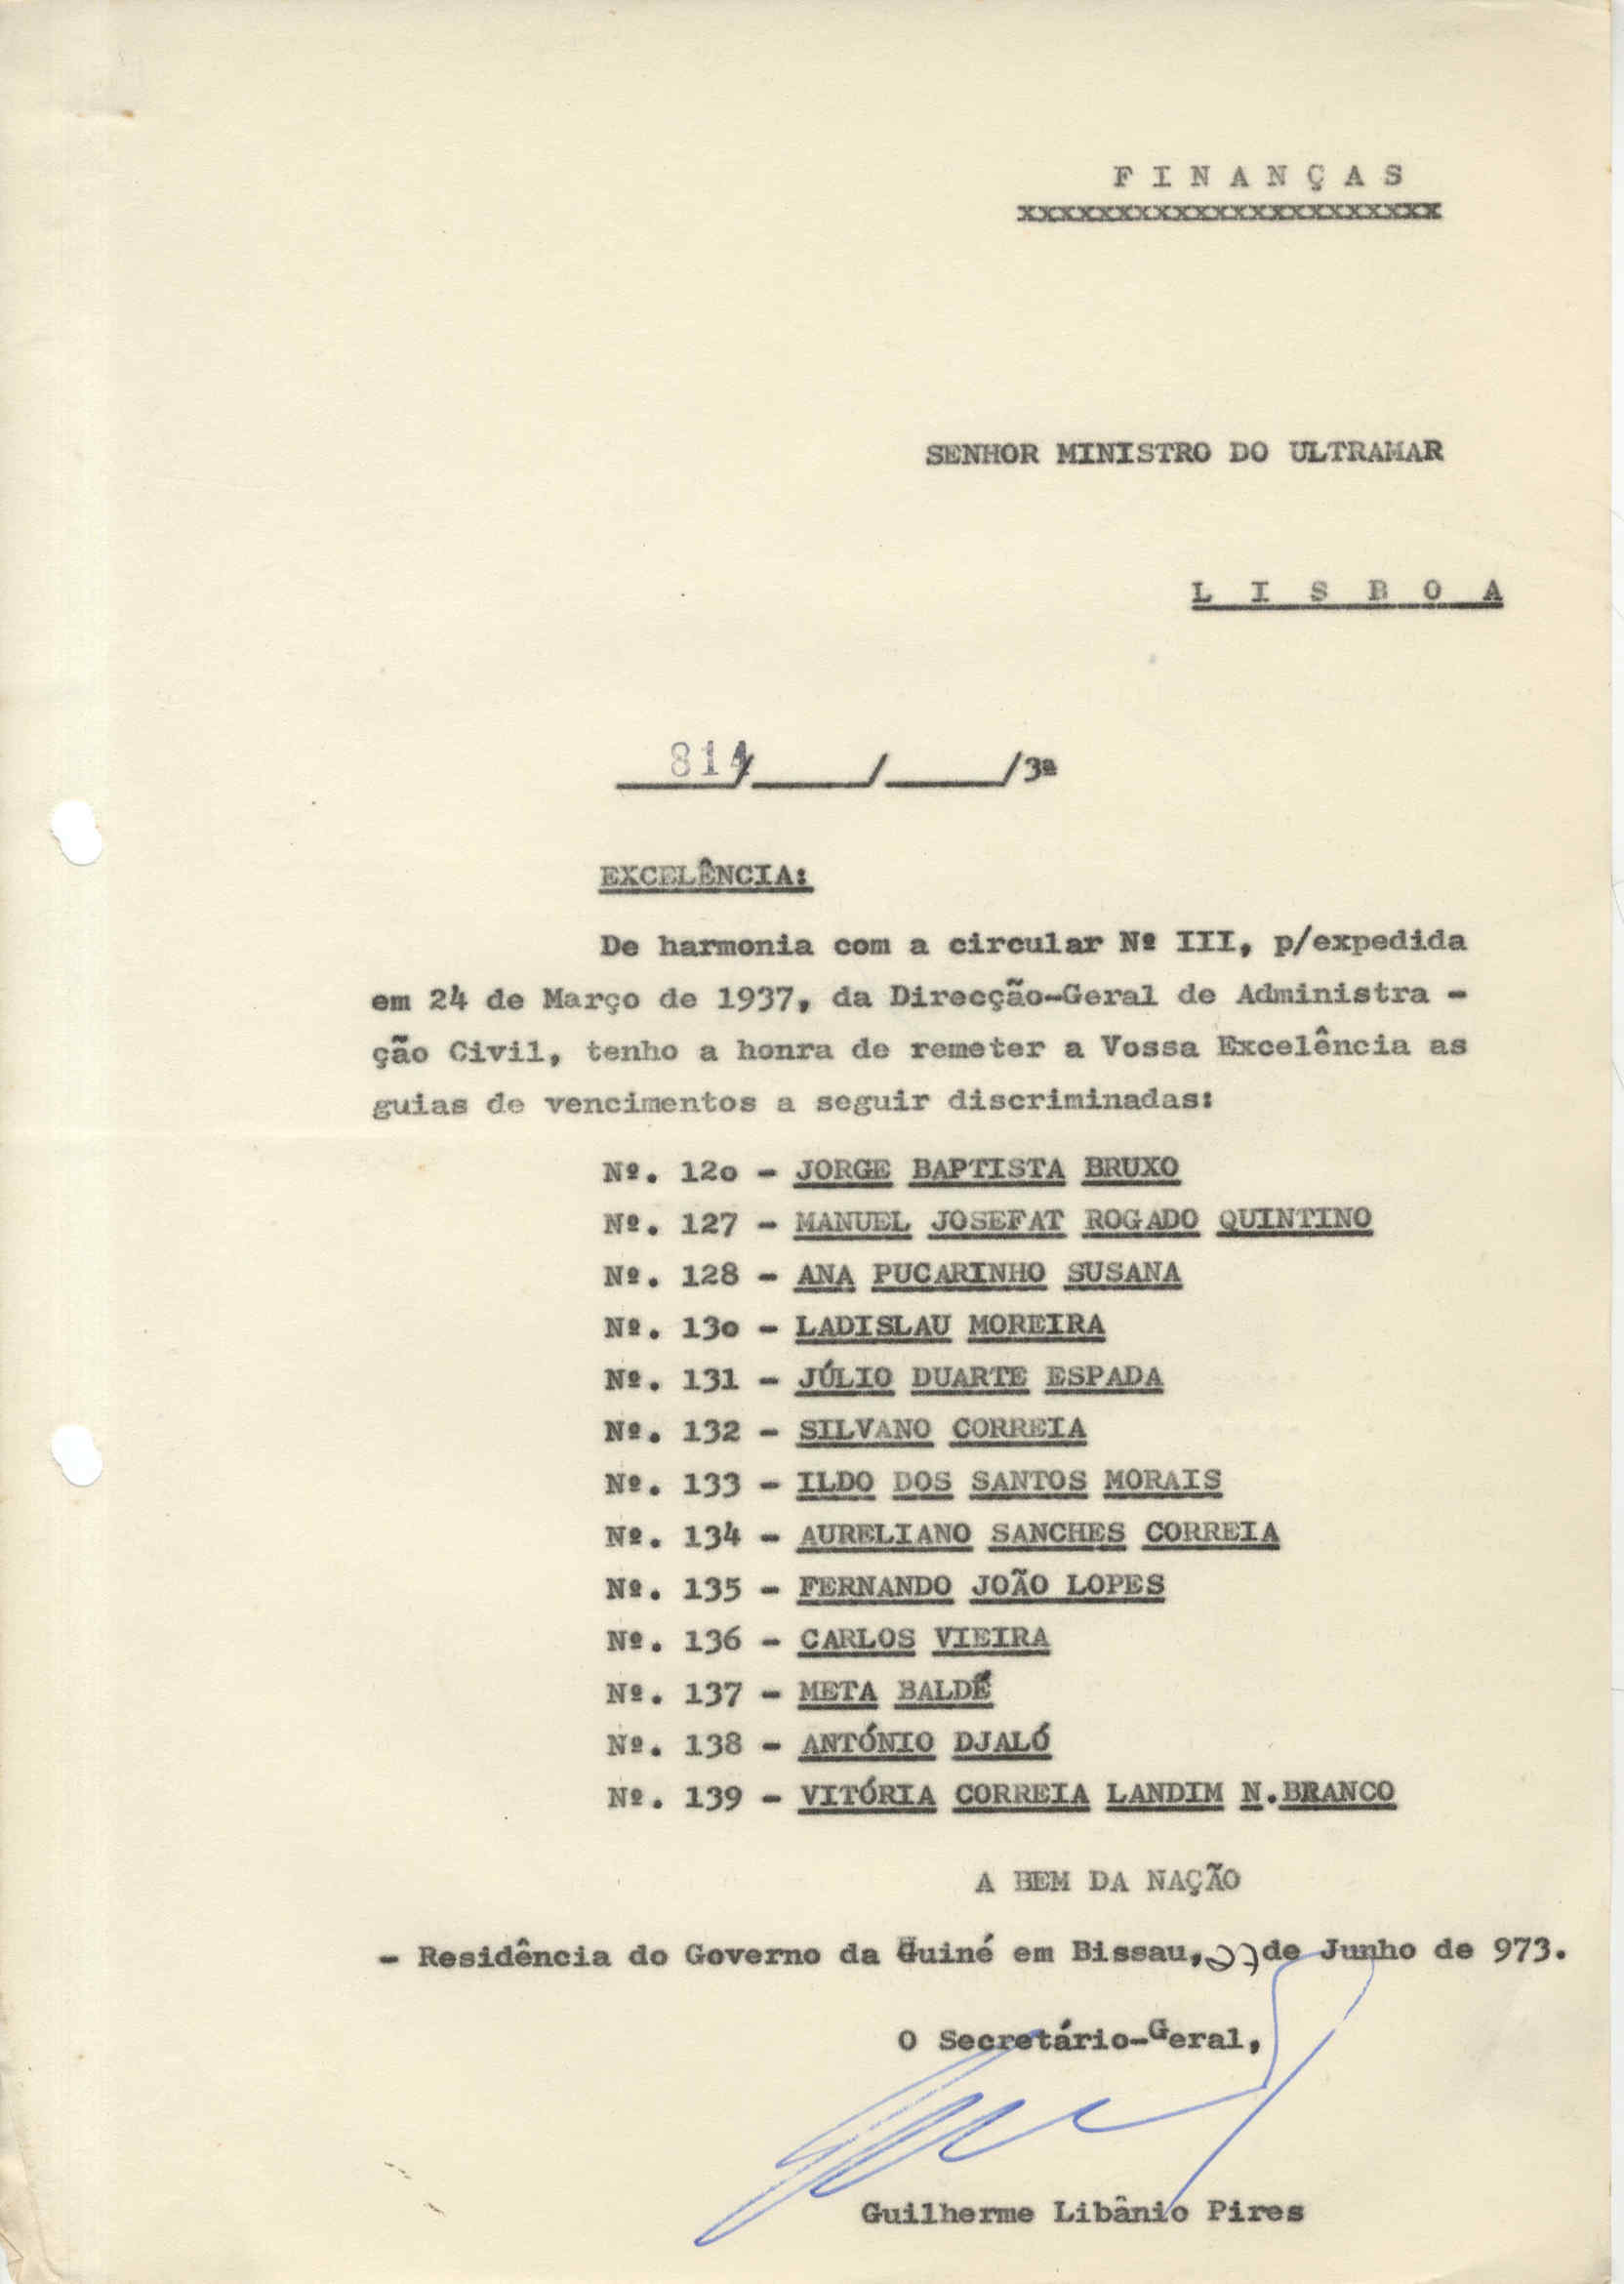 F I N A N Ç A S
xxxxxxxxxxxxxxxxxxxxxx
SENHOR MINISTRO DO ULTRAMAR
L I S B O A
814/______/______/3ª
EXCELÊNCIA:
De harmonia com a circular Nº III, p/expedida
em 24 de Março de 1937, da Direcção-Geral de Administra -
ção Civil, tenho a honra de remeter a Vossa Excelência as
guias de vencimentos a seguir discriminadas:
Nº. 12o - JORGE BAPTISTA BRUXO
Nº. 127 - MANUEL JOSEFAT ROGADO QUINTINO
Nº. 128 - ANA PUCARINHO SUSANA
Nº. 13o - LADISLAU MOREIRA
Nº. 131 - JÚLIO DUARTE ESPADA
Nº. 132 - SILVANO CORREIA
Nº. 133 - ILDO DOS SANTOS MORAIS
Nº. 134 - AURELIANO SANCHES CORREIA
Nº. 135 - FERNANDO JOÃO LOPES
Nº. 136 - CARLOS VIEIRA
Nº. 137 - META BALDÉ
Nº. 138 - ANTÓNIO DJALÓ
Nº. 139 - VITÓRIA CORREIA LANDIM N.BRANCO
A BEM DA NAÇÃO
- Residência do Governo da Guiné em Bissau, de Junho de 973.
O Secretário-Geral,
Guilherme Libânio Pires